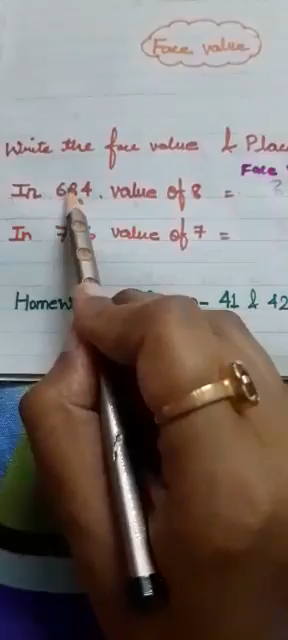 Face value
Write the face value & Place
Face
In 684. value of 8 =
In value of 7 =
Homew - 41 & 42